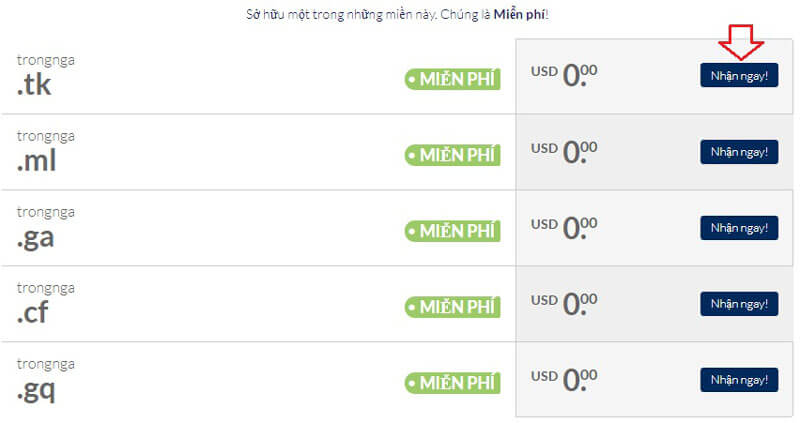 Sở hữu một trong những miền này. Chúng là Miễn phí!
trongnga
.tk
MIỄN PHÍ
USD 0.00
Nhận ngay!
trongnga
.ml
MIỄN PHÍ
USD 0.00
Nhận ngay!
trongnga
.ga
MIỄN PHÍ
USD 0.00
Nhận ngay!
trongnga
.cf
MIỄN PHÍ
USD 0.00
Nhận ngay!
trongnga
.gq
MIỄN PHÍ
USD 0.00
Nhận ngay!